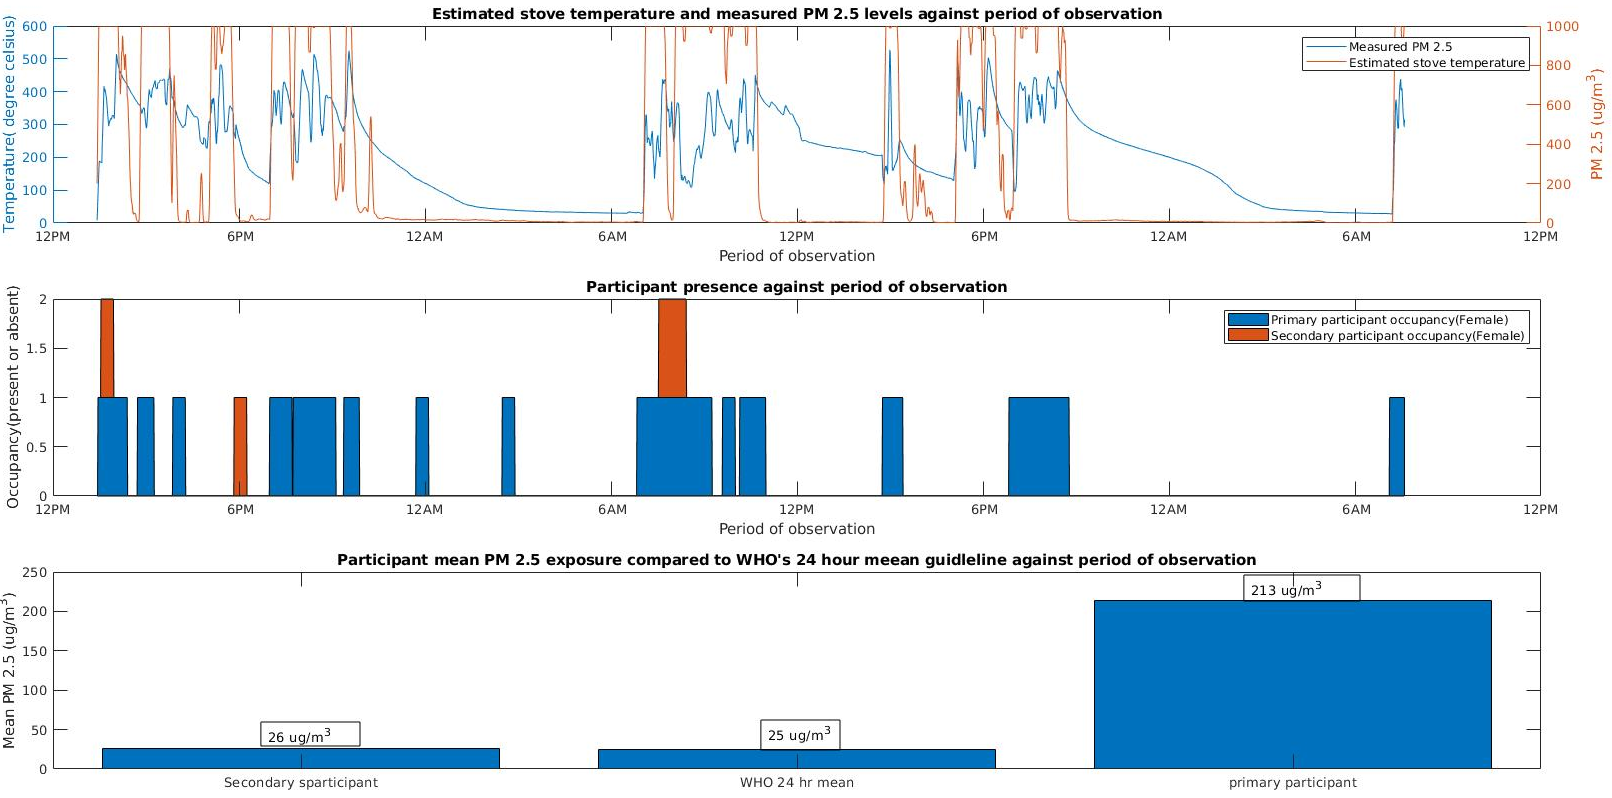 Estimated stove temperature and measured PM 2.5 levels against period of observation
Temperature( degree celsius)
600
500
400
300
200
100
0
1000
800
600
400
200
0
PM 2.5 (ug/m3)
Measured PM 2.5
Estimated stove temperature
12PM 6PM 12AM 6AM 12PM 6PM 12AM 6AM 12PM
Period of observation
Participant presence against period of observation
Occupancy(present or absent)
2
1.5
1
0.5
0
Primary participant occupancy(Female)
Secondary participant occupancy(Female)
12PM 6PM 12AM 6AM 12PM 6PM 12AM 6AM 12PM
Period of observation
Participant mean PM 2.5 exposure compared to WHO's 24 hour meean guidleline against period of observation
Mean PM 2.5 (ug/m3)
250
200
150
100
50
0
26 ug/m3
25 ug/m3
213 ug/m3
Secondary sparticipant WHO 24 hr mean primary participant